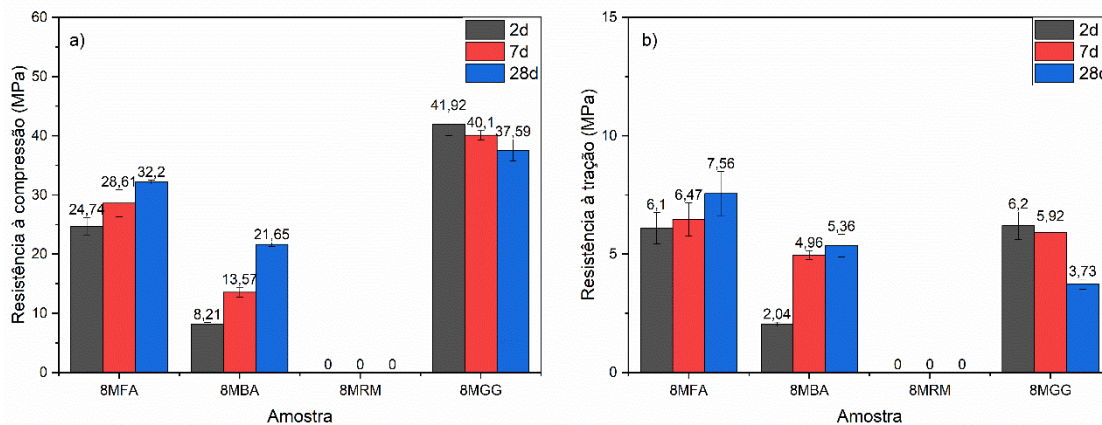 a)
2d
7d
28d
Resistência à compressão (MPa)
60
50
40
30
20
10
0
24,74
28,61
32,2
8,21
13,57
21,65
0 0 0
41,92
40,1
37,59
8MFA 8MBA 8MRM 8MGG
Amostra
b)
2d
7d
28d
Resistência à tração (MPa)
15
10
5
0
6,1
6,47
7,56
2,04
4,96
5,36
0 0 0
6,2
5,92
3,73
8MFA 8MBA 8MRM 8MGG
Amostra